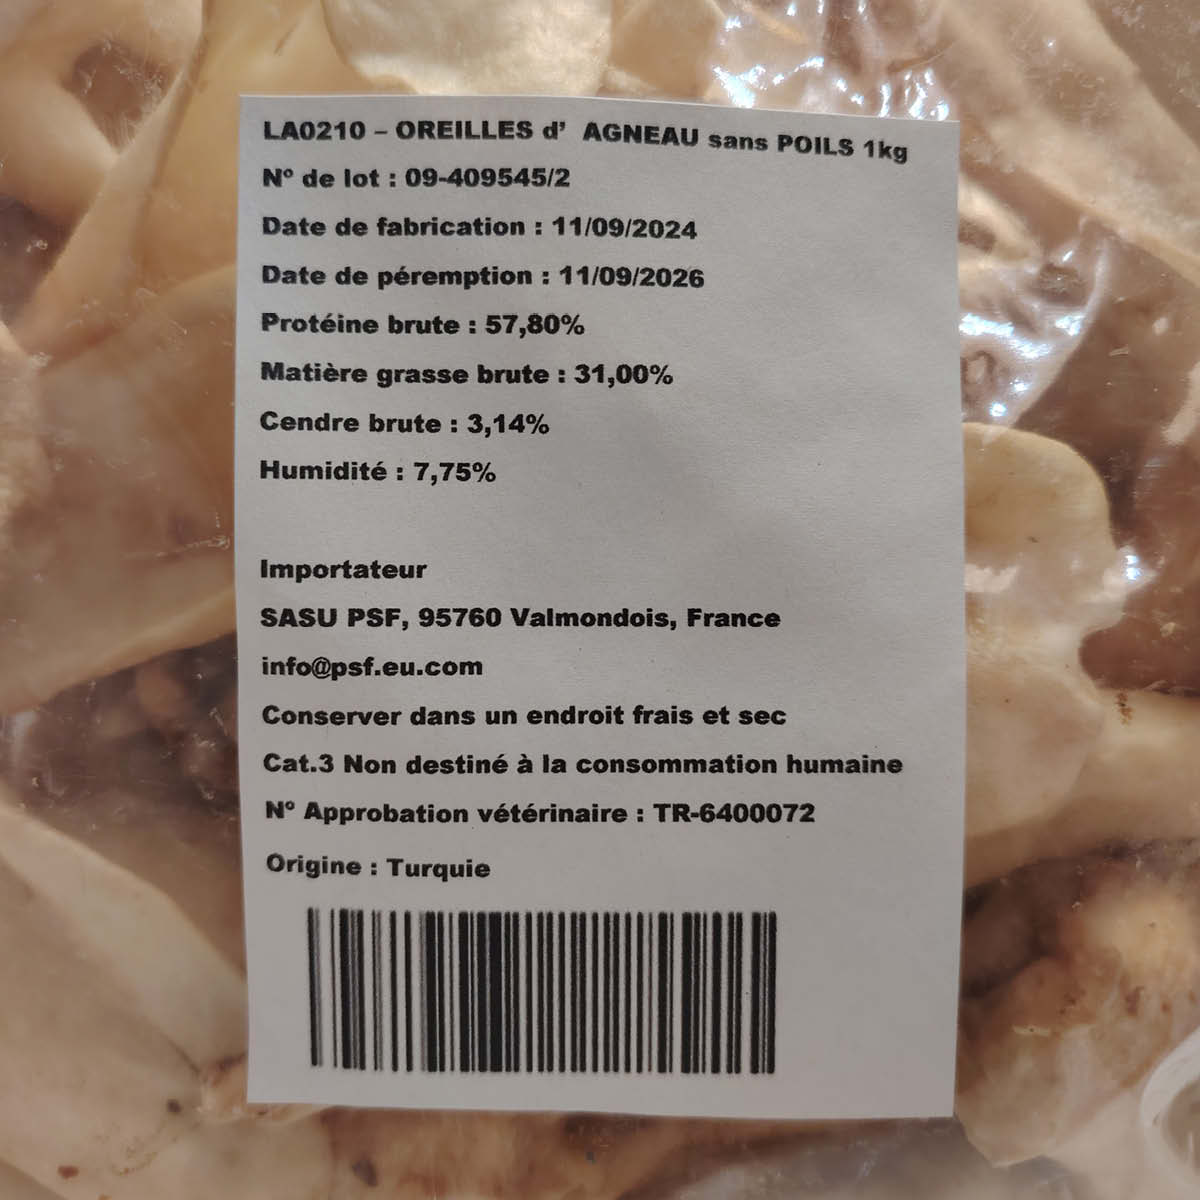 LA0210 – OREILLES d’ AGNEAU sans POILS 1kg
N° de lot : 09-409545/2
Date de fabrication : 11/09/2024
Date de péremption : 11/09/2026
Protéine brute : 57,80%
Matière grasse brute : 31,00%
Cendre brute : 3,14%
Humidité : 7,75%
Importateur
SASU PSF, 95760 Valmondois, France
info@psf.eu.com
Conserver dans un endroit frais et sec
Cat.3 Non destiné à la consommation humaine
N° Approbation vétérinaire : TR-6400072
Origine : Turquie